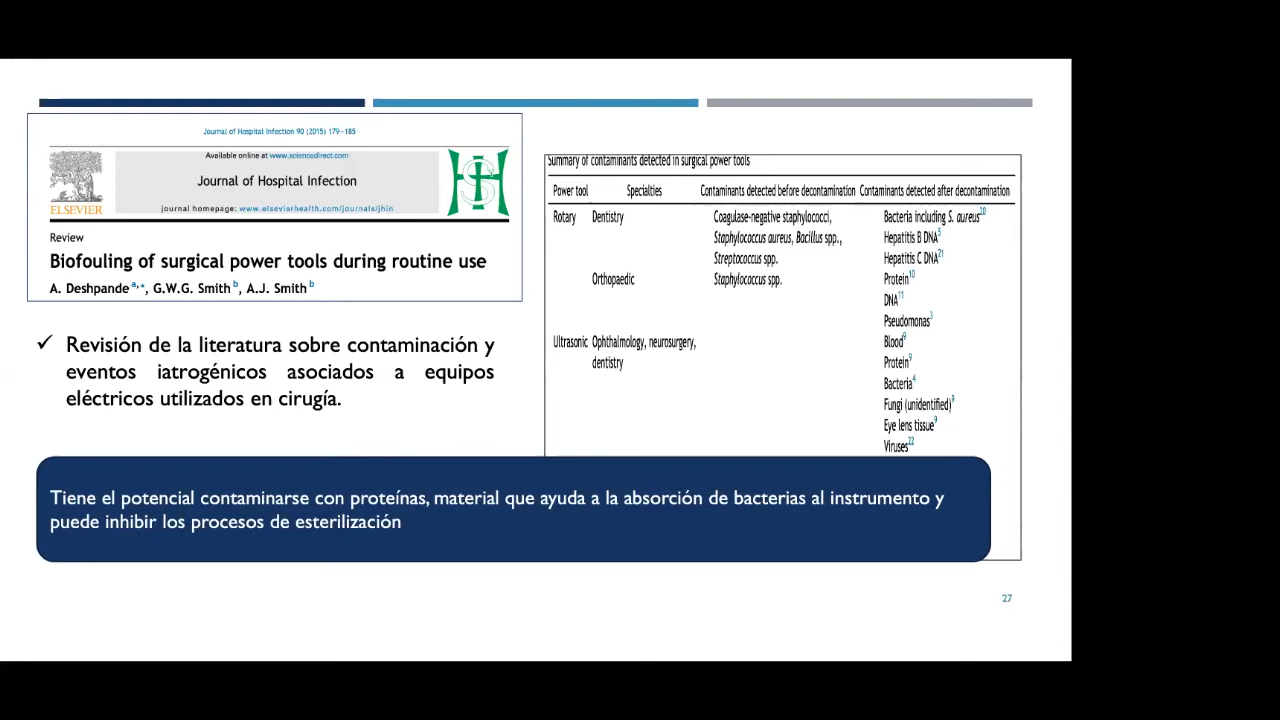 Journal of Hospital Infection 90 (2015) 179–185
Available online at www.sciencedirect.com
Journal of Hospital Infection
journal homepage: www.elsevierhealth.com/journals/jhin
ELSEVIER
Review
Biofouling of surgical power tools during routine use
A. Deshpande a,*, G.W.G. Smith b, A.J. Smith b
✓ Revisión de la literatura sobre contaminación y
eventos iatrogénicos asociados a equipos
eléctricos utilizados en cirugía.
Summary of contaminants detected in surgical power tools
Power tool Specialties Contaminants detected before decontamination Contaminants detected after decontamination
Rotary Dentistry Coagulase-negative staphylococci, Bacteria including S. aureus20
Staphylococcus aureus, Bacillus spp., Hepatitis B DNA5
Streptococcus spp. Hepatitis C DNA21
Orthopaedic Staphylococcus spp. Protein10
DNA11
Pseudomonas3
Ultrasonic Ophthalmology, neurosurgery, Blood9
dentistry Protein9
Bacteria4
Fungi (unidentified)9
Eye lens tissue9
Viruses22
Tiene el potencial contaminarse con proteínas, material que ayuda a la absorción de bacterias al instrumento y
puede inhibir los procesos de esterilización
27